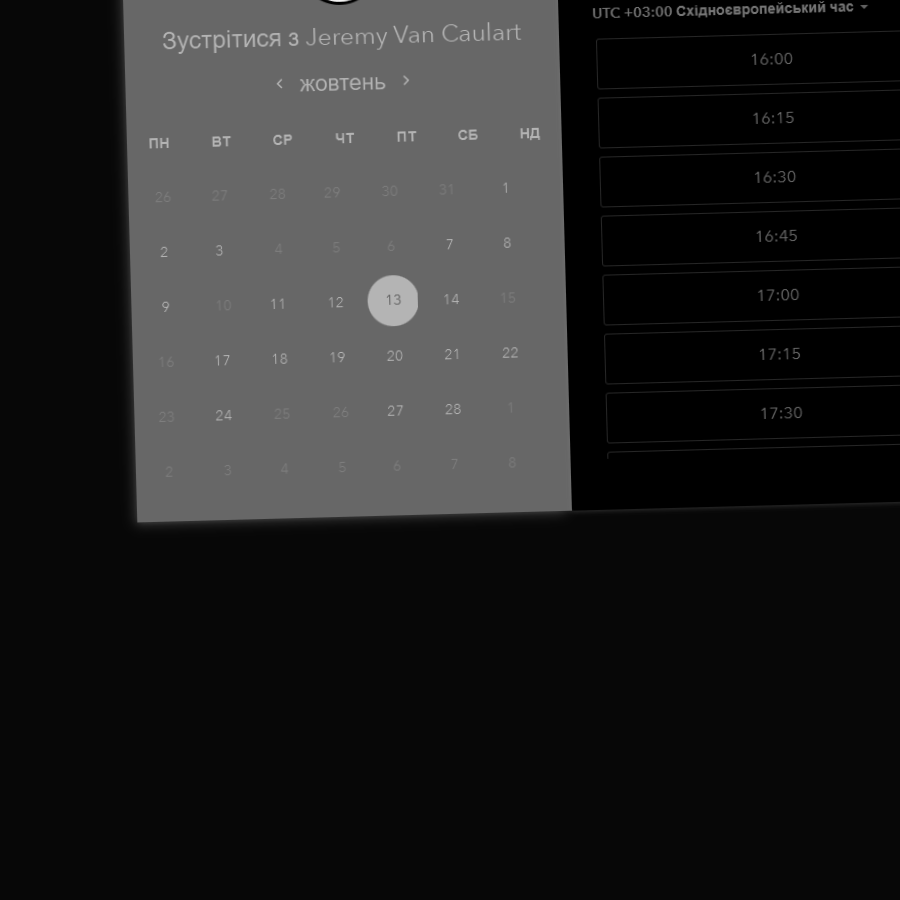 Зустрітися з Jeremy Van Caulart
жовтень
ПН ВТ СР ЧТ ПТ СБ НД
26 27 28 29 30 31 1
2 3 4 5 6 7 8
9 10 11 12 13 14 15
16 17 18 19 20 21 22
23 24 25 26 27 28 1
2 3 4 5 6 7 8
UTC +03:00 Східноєвропейський час
16:00
16:15
16:30
16:45
17:00
17:15
17:30